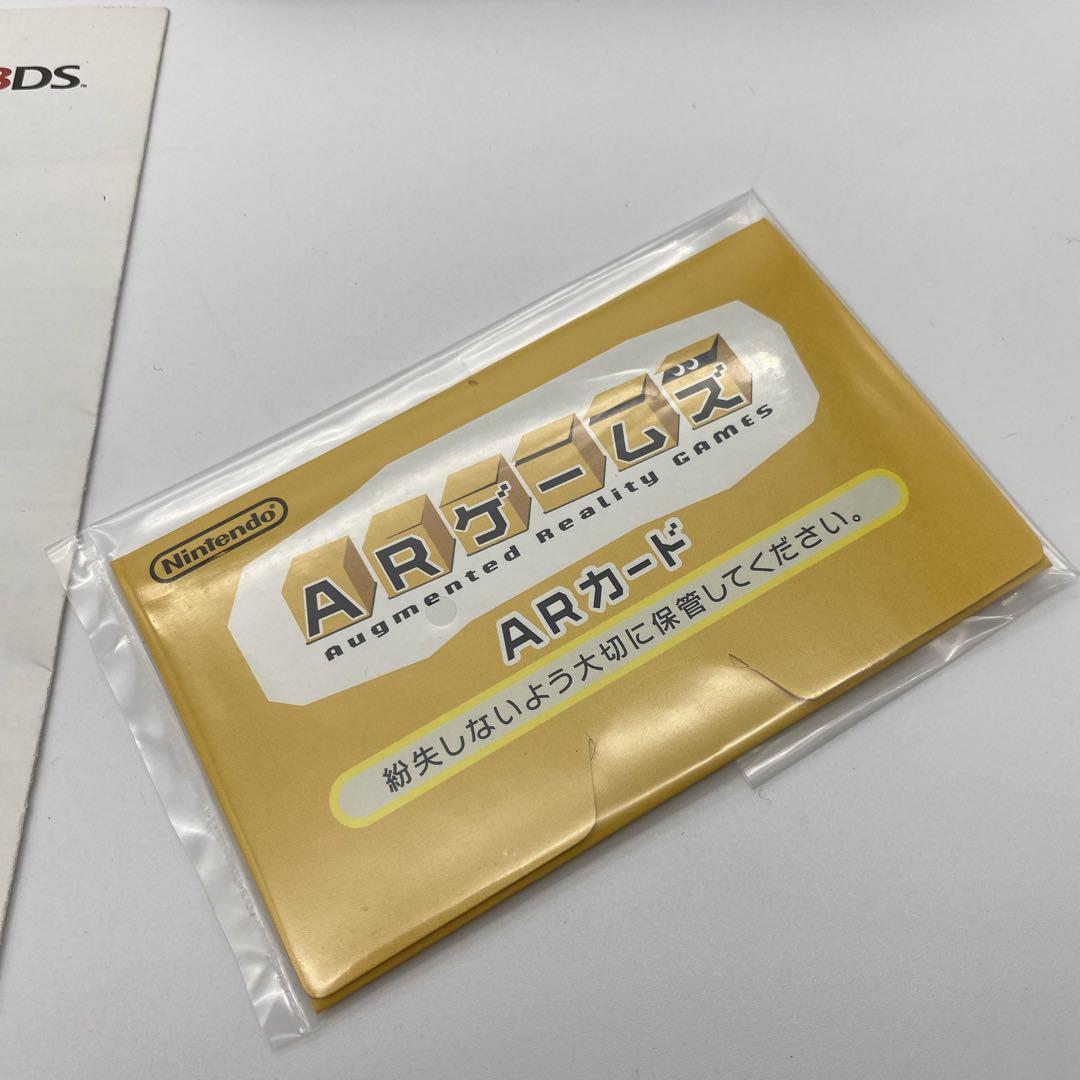 3DS™
Nintendo®
ARゲームズ
Augmented Reality GAMES
ARカード
紛失しないよう大切に保管してください。